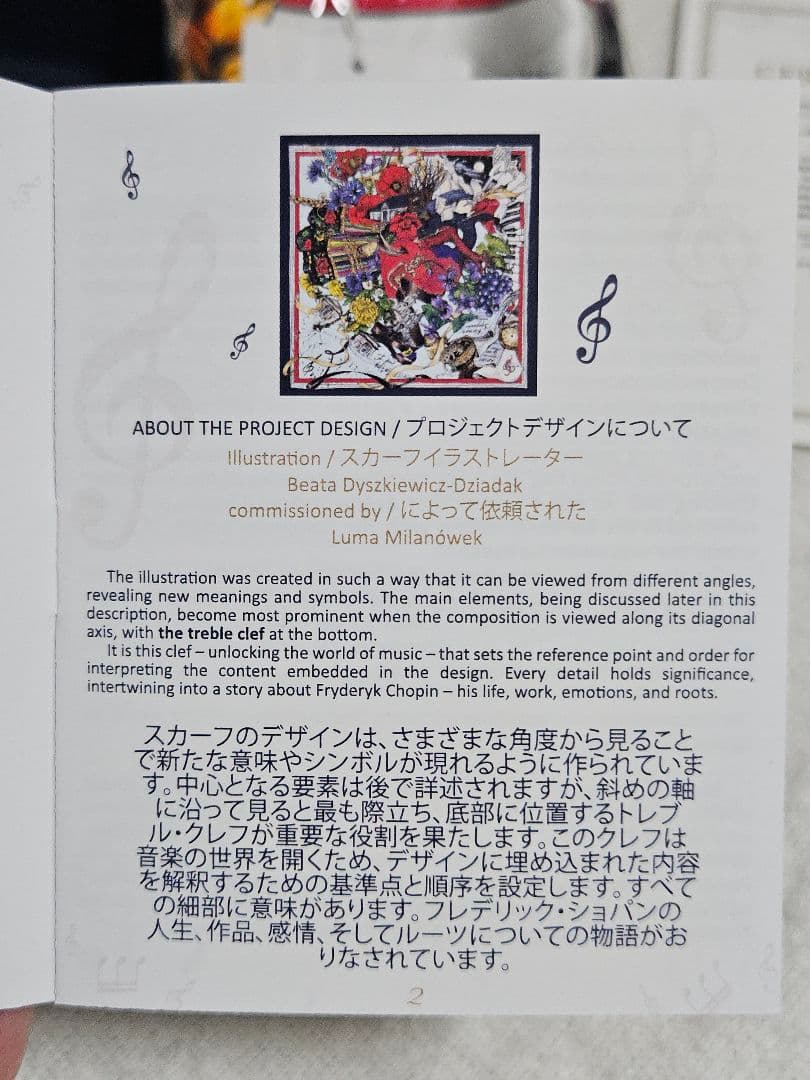 ABOUT THE PROJECT DESIGN / プロジェクトデザインについて
Illustration / スカーフイラストレーター
Beata Dyszkiewicz-Dziadak
commissioned by / によって依頼された
Luma Milanówek
The illustration was created in such a way that it can be viewed from different angles,
revealing new meanings and symbols. The main elements, being discussed later in this
description, become most prominent when the composition is viewed along its diagonal
axis, with the treble clef at the bottom.
It is this clef – unlocking the world of music – that sets the reference point and order for
interpreting the content embedded in the design. Every detail holds significance,
intertwining into a story about Fryderyk Chopin – his life, work, emotions, and roots.
スカーフのデザインは、さまざまな角度から見ること
で新たな意味やシンボルが現れるように作られていま
す。中心となる要素は後で詳述されますが、斜めの軸
に沿って見ると最も際立ち、底部に位置するトレブ
ル・クレフが重要な役割を果たします。このクレフは
音楽の世界を開くため、デザインに埋め込まれた内容
を解釈するための基準点と順序を設定します。すべて
の細部に意味があります。フレデリック・ショパンの
人生、作品、感情、そしてルーツについての物語がお
りなされています。
2